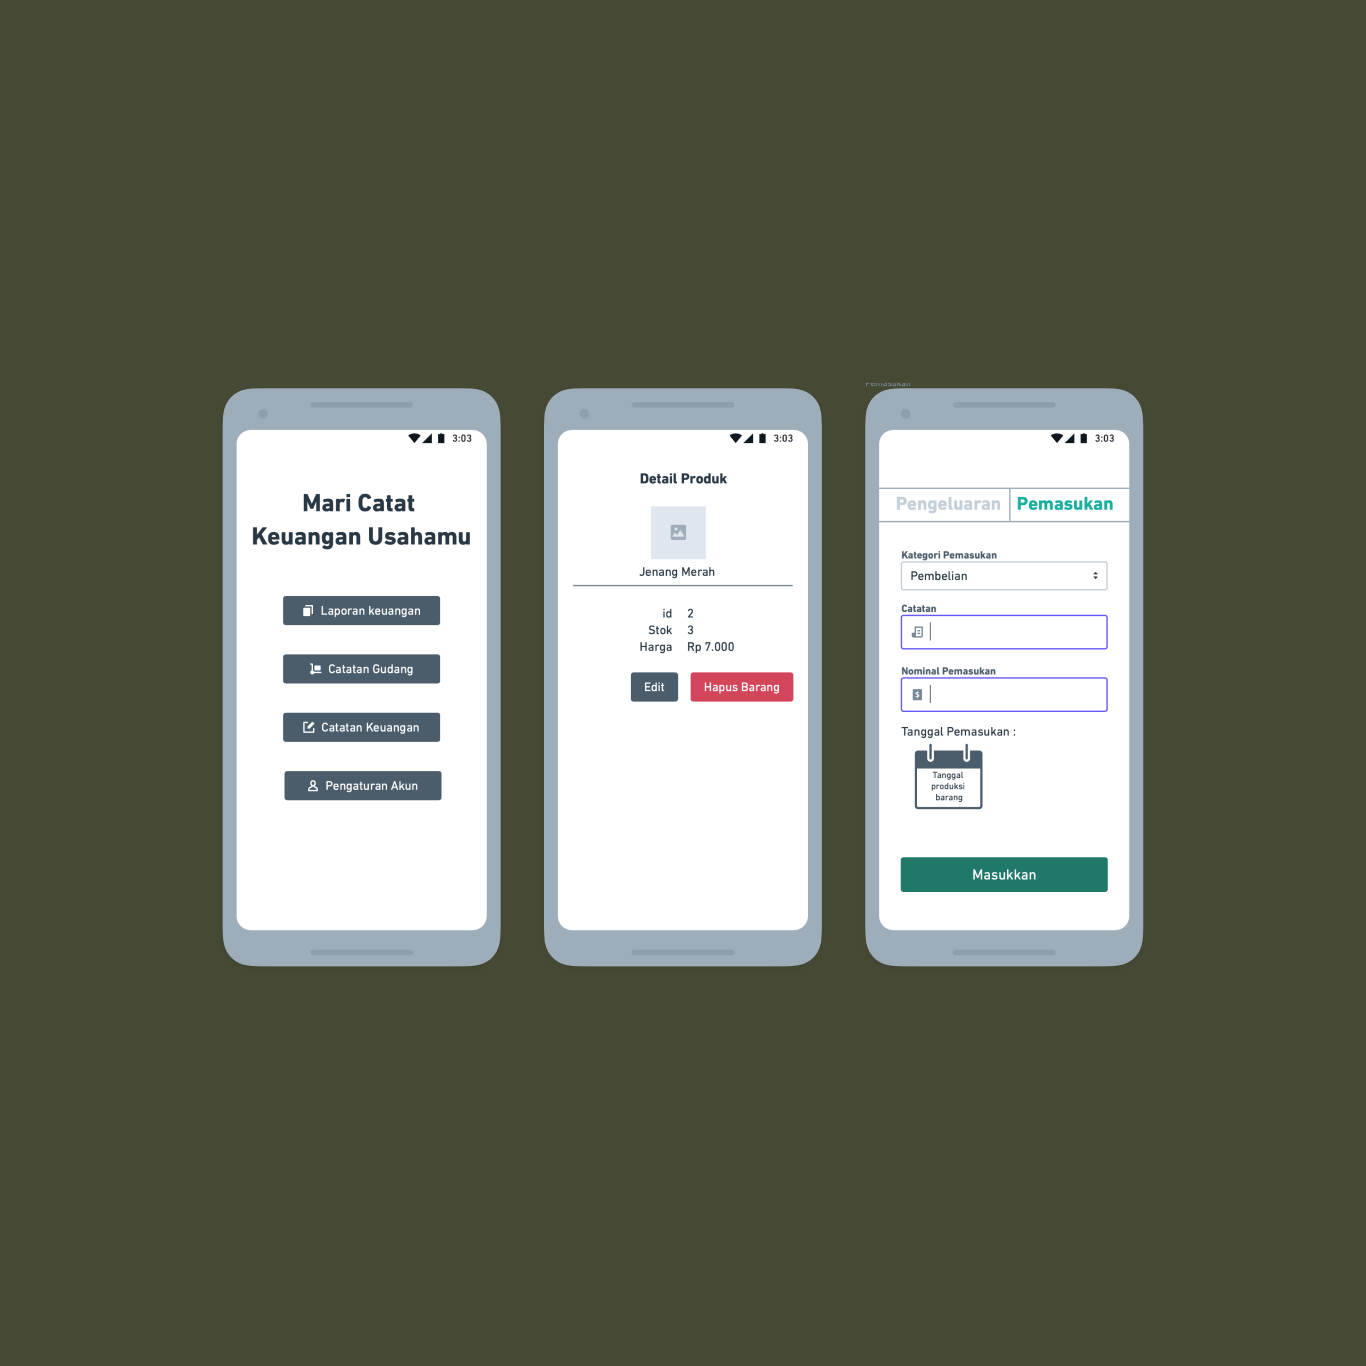 3:03
Mari Catat
Keuangan Usahamu
Laporan keuangan
Catatan Gudang
Catatan Keuangan
Pengaturan Akun
3:03
Detail Produk
Jenang Merah
id 2
Stok 3
Harga Rp 7.000
Edit Hapus Barang
Pemasukan
3:03
Pengeluaran Pemasukan
Kategori Pemasukan
Pembelian
Catatan
Nominal Pemasukan
$
Tanggal Pemasukan :
Tanggal
produksi
barang
Masukkan